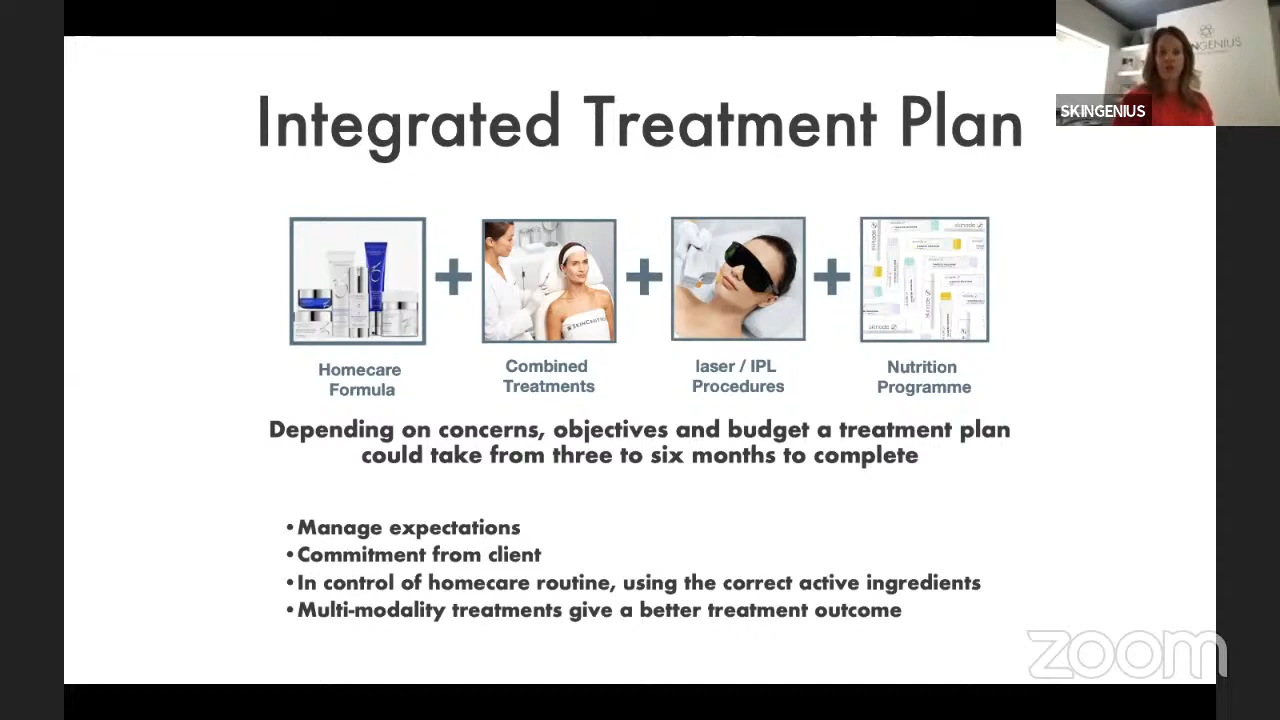 Integrated Treatment Plan
GENIUS
SKINGENIUS
Homecare
Formula
Combined
Treatments
laser / IPL
Procedures
Nutrition
Programme
Depending on concerns, objectives and budget a treatment plan
could take from three to six months to complete
•Manage expectations
•Commitment from client
•In control of homecare routine, using the correct active ingredients
•Multi-modality treatments give a better treatment outcome
zoom